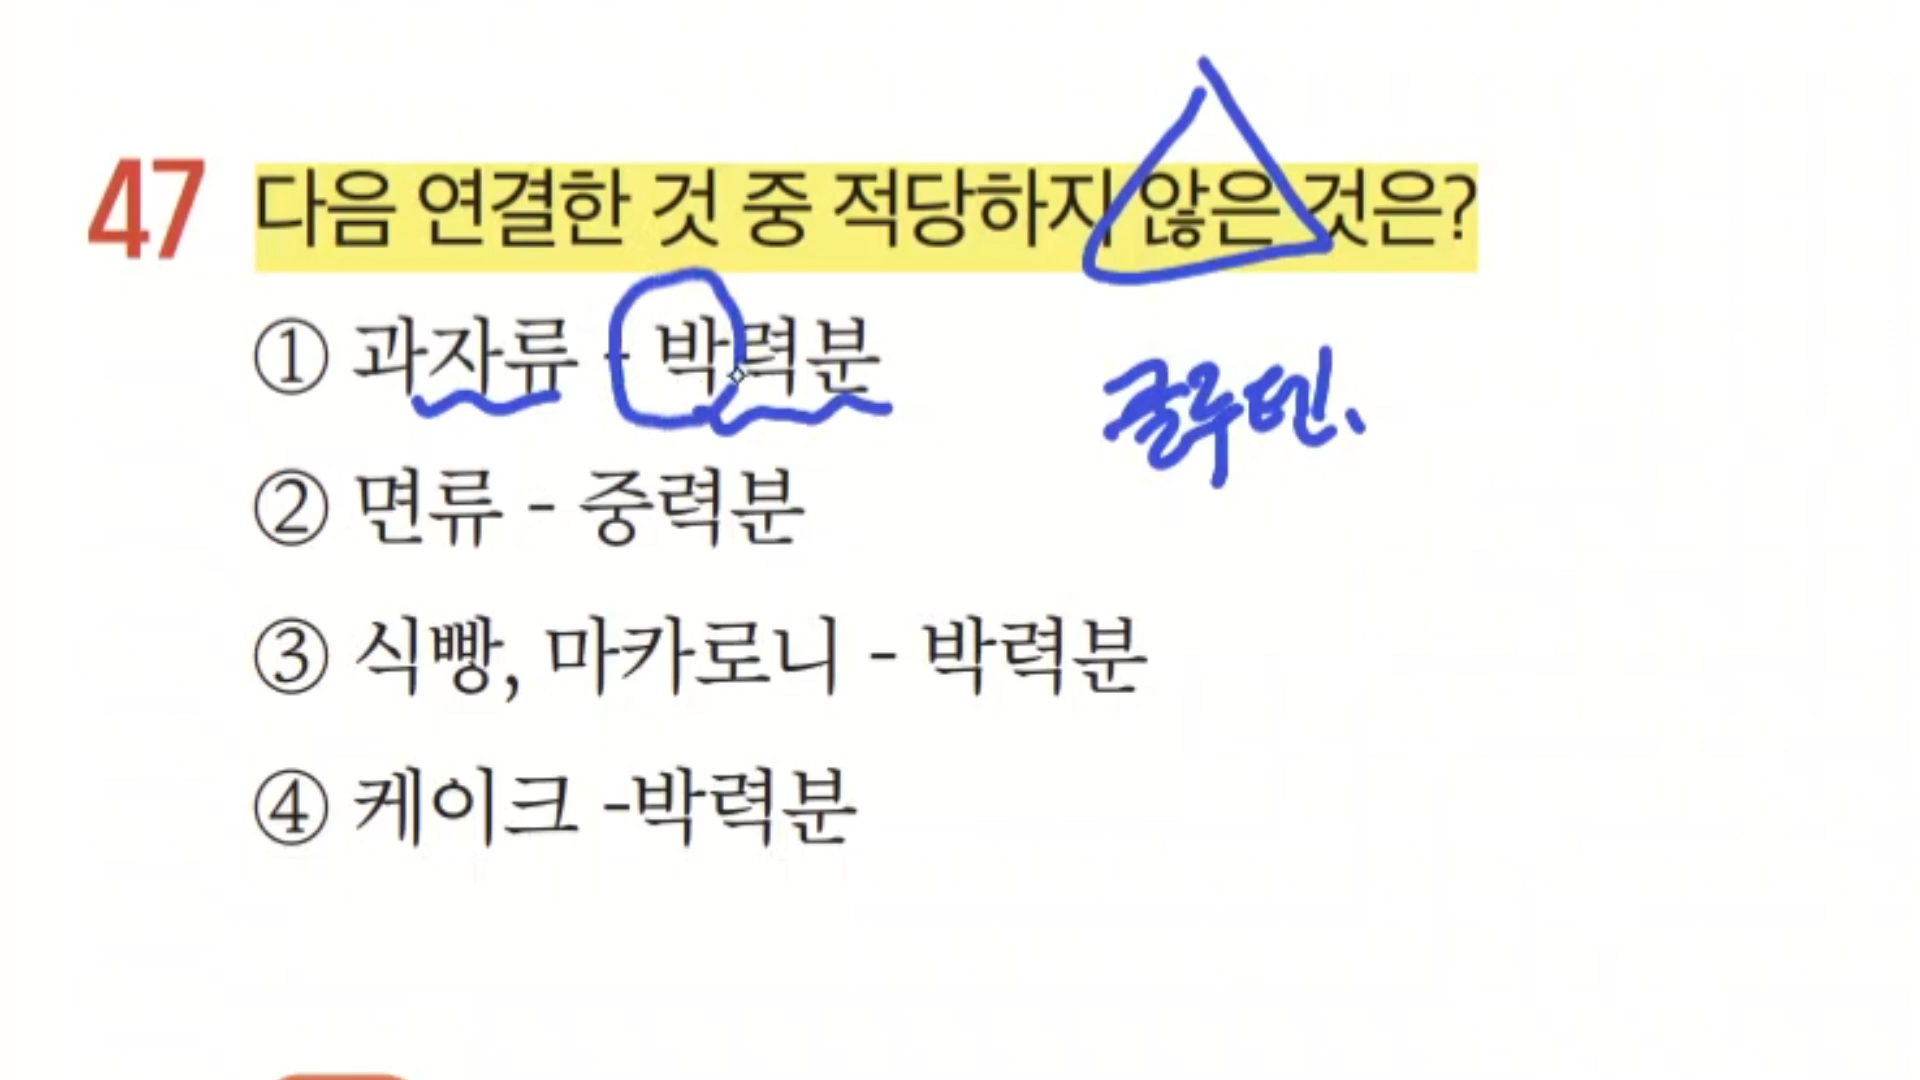 47 다음 연결한 것 중 적당하지 않은 것은?
① 과자류 - 박력분
글루텐.
② 면류 - 중력분
③ 식빵, 마카로니 - 박력분
④ 케이크 -박력분